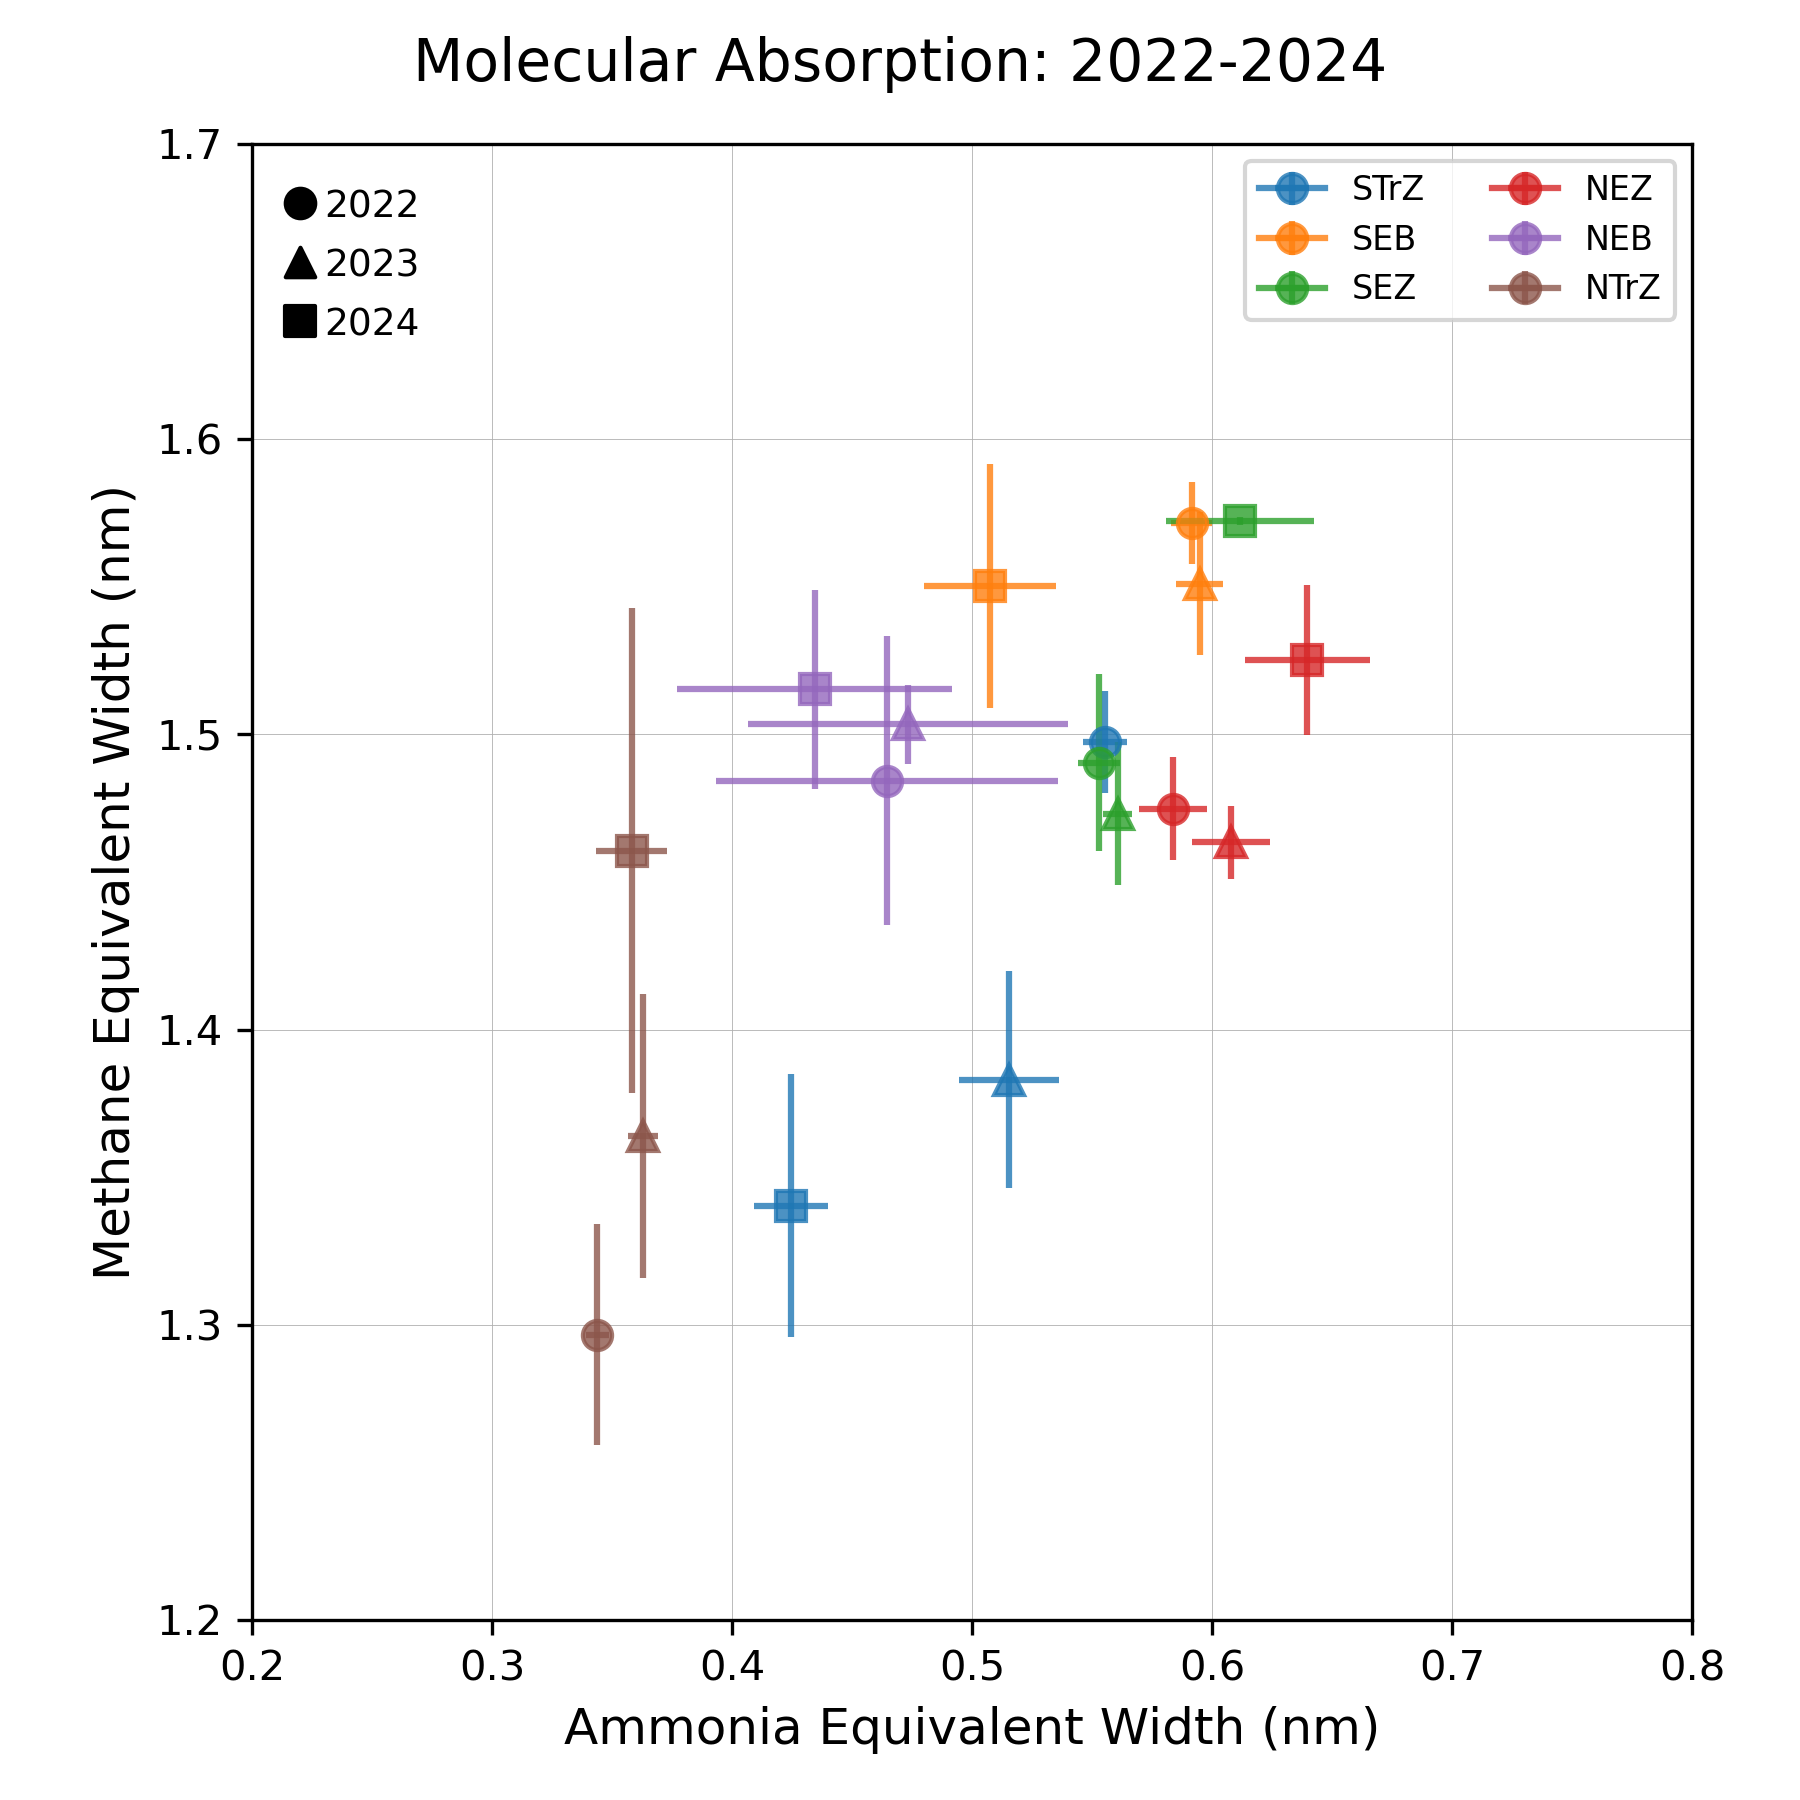 Molecular Absorption: 2022-2024
1.7
1.6
1.5
1.4
1.3
1.2
Methane Equivalent Width (nm)
2022
2023
2024
STrZ
SEB
SEZ
NEZ
NEB
NTrZ
0.2 0.3 0.4 0.5 0.6 0.7 0.8
Ammonia Equivalent Width (nm)